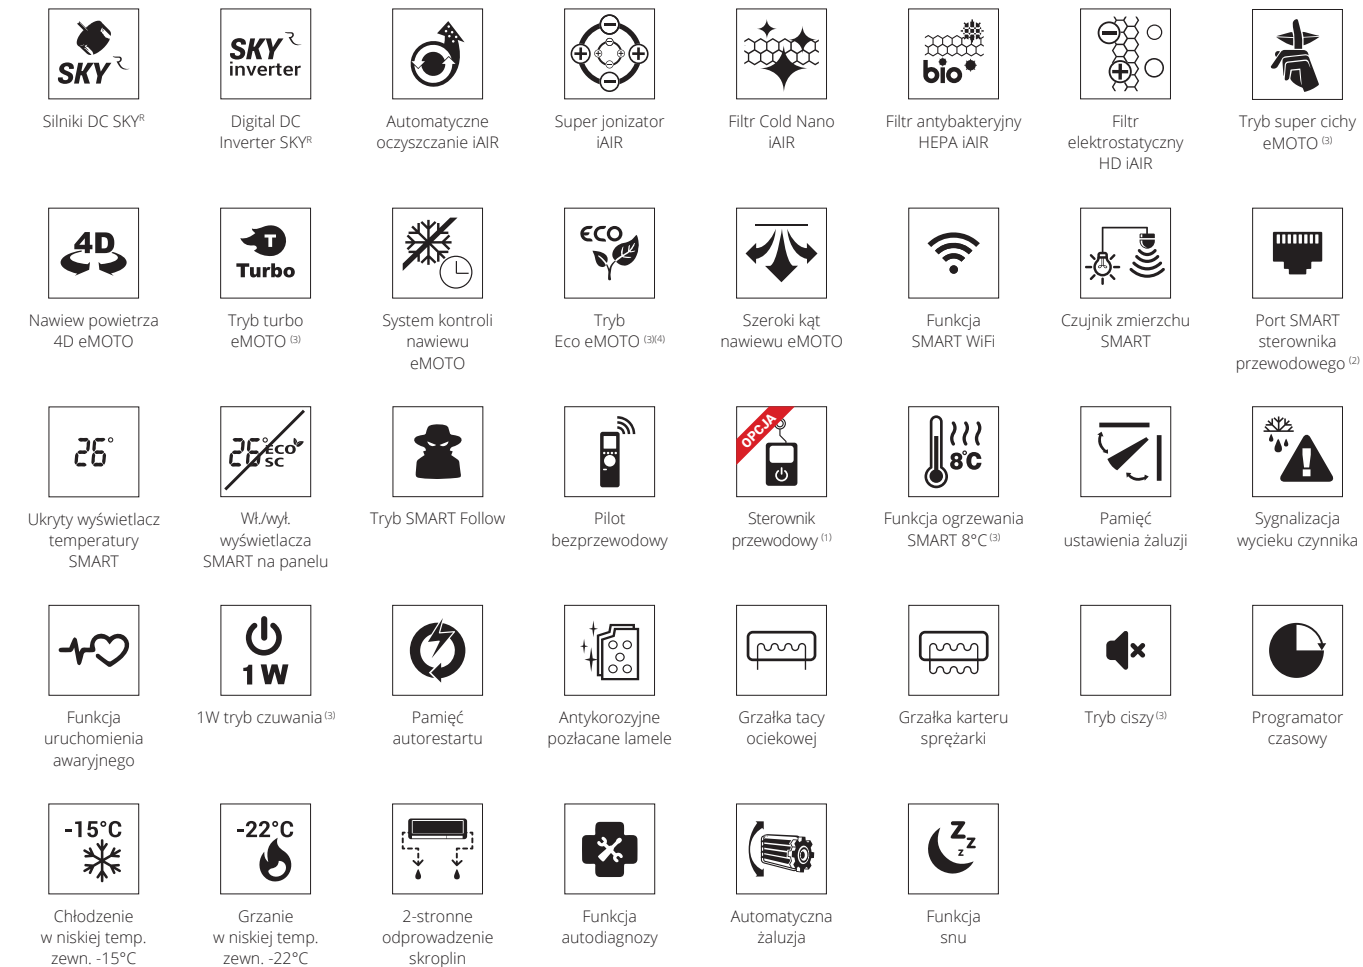 SKY R
Silniki DC SKYᴿ
SKY R
inverter
Digital DC
Inverter SKYᴿ
Automatyczne
oczyszczanie iAIR
Super jonizator
iAIR
Filtr Cold Nano
iAIR
bio
Filtr antybakteryjny
HEPA iAIR
Filtr
elektrostatyczny
HD iAIR
Tryb super cichy
eMOTO ⁽³⁾
4D
Nawiew powietrza
4D eMOTO
T
Turbo
Tryb turbo
eMOTO ⁽³⁾
System kontroli
nawiewu
eMOTO
ECO
Tryb
Eco eMOTO ⁽³⁾⁽⁴⁾
Szeroki kąt
nawiewu eMOTO
Funkcja
SMART WiFi
Czujnik zmierzchu
SMART
Port SMART
sterownika
przewodowego ⁽²⁾
26°
Ukryty wyświetlacz
temperatury
SMART
26° ECO
SC
Wł./wył.
wyświetlacza
SMART na panelu
Tryb SMART Follow
Pilot
bezprzewodowy
OPCJA
Sterownik
przewodowy ⁽¹⁾
8°C
Funkcja ogrzewania
SMART 8°C ⁽³⁾
Pamięć
ustawienia żaluzji
Sygnalizacja
wycieku czynnika
Funkcja
uruchomienia
awaryjnego
1W
1W tryb czuwania ⁽³⁾
Pamięć
autorestartu
Antykorozyjne
pozłacane lamele
Grzałka tacy
ociekowej
Grzałka karteru
sprężarki
Tryb ciszy ⁽³⁾
Programator
czasowy
-15°C
Chłodzenie
w niskiej temp.
zewn. -15°C
-22°C
Grzanie
w niskiej temp.
zewn. -22°C
2-stronne
odprowadzenie
skroplin
Funkcja
autodiagnozy
Automatyczna
żaluzja
Z z z
Funkcja
snu